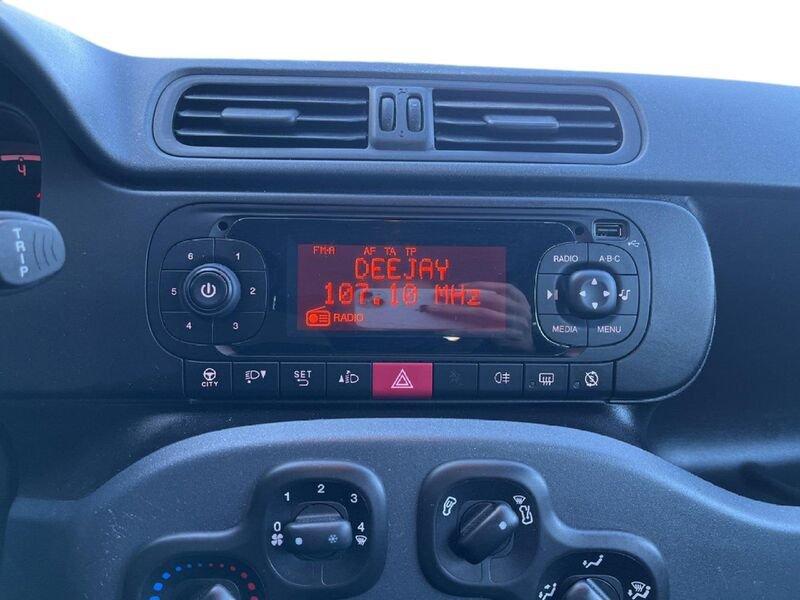 4
TRIP
6 1
5 2
4 3
FM-A AF TA TP
DEEJAY
107.10 MHz
RADIO
RADIO A·B·C
MEDIA MENU
CITY
SET
0 1 2 3 4